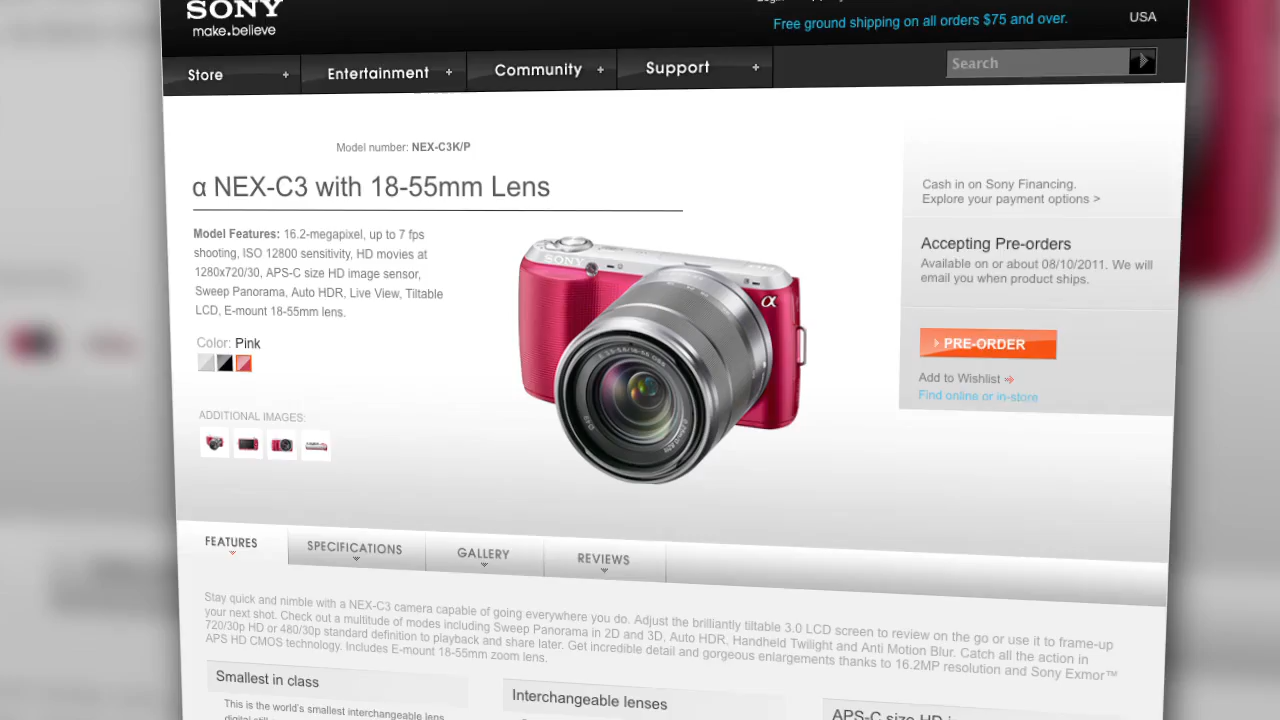 SONY
make.believe
Free ground shipping on all orders $75 and over.
USA
Store +
Entertainment +
Community +
Support +
Search
Model number: NEX-C3K/P
α NEX-C3 with 18-55mm Lens
Model Features: 16.2-megapixel, up to 7 fps
shooting, ISO 12800 sensitivity, HD movies at
1280x720/30, APS-C size HD image sensor,
Sweep Panorama, Auto HDR, Live View, Tiltable
LCD, E-mount 18-55mm lens.
Color: Pink
ADDITIONAL IMAGES:
SONY
α
Cash in on Sony Financing.
Explore your payment options >
Accepting Pre-orders
Available on or about 08/10/2011. We will
email you when product ships.
PRE-ORDER
Add to Wishlist
Find online or in-store
FEATURES
SPECIFICATIONS
GALLERY
REVIEWS
Stay quick and nimble with a NEX-C3 camera capable of going everywhere you do. Adjust the brilliantly tiltable 3.0 LCD screen to review on the go or use it to frame-up
your next shot. Check out a multitude of modes including Sweep Panorama in 2D and 3D, Auto HDR, Handheld Twilight and Anti Motion Blur. Catch all the action in
720/30p HD or 480/30p standard definition to playback and share later. Get incredible detail and gorgeous enlargements thanks to 16.2MP resolution and Sony Exmor™
APS HD CMOS technology. Includes E-mount 18-55mm zoom lens.
Smallest in class
This is the world's smallest interchangeable lens
Interchangeable lenses
APS-C size HD